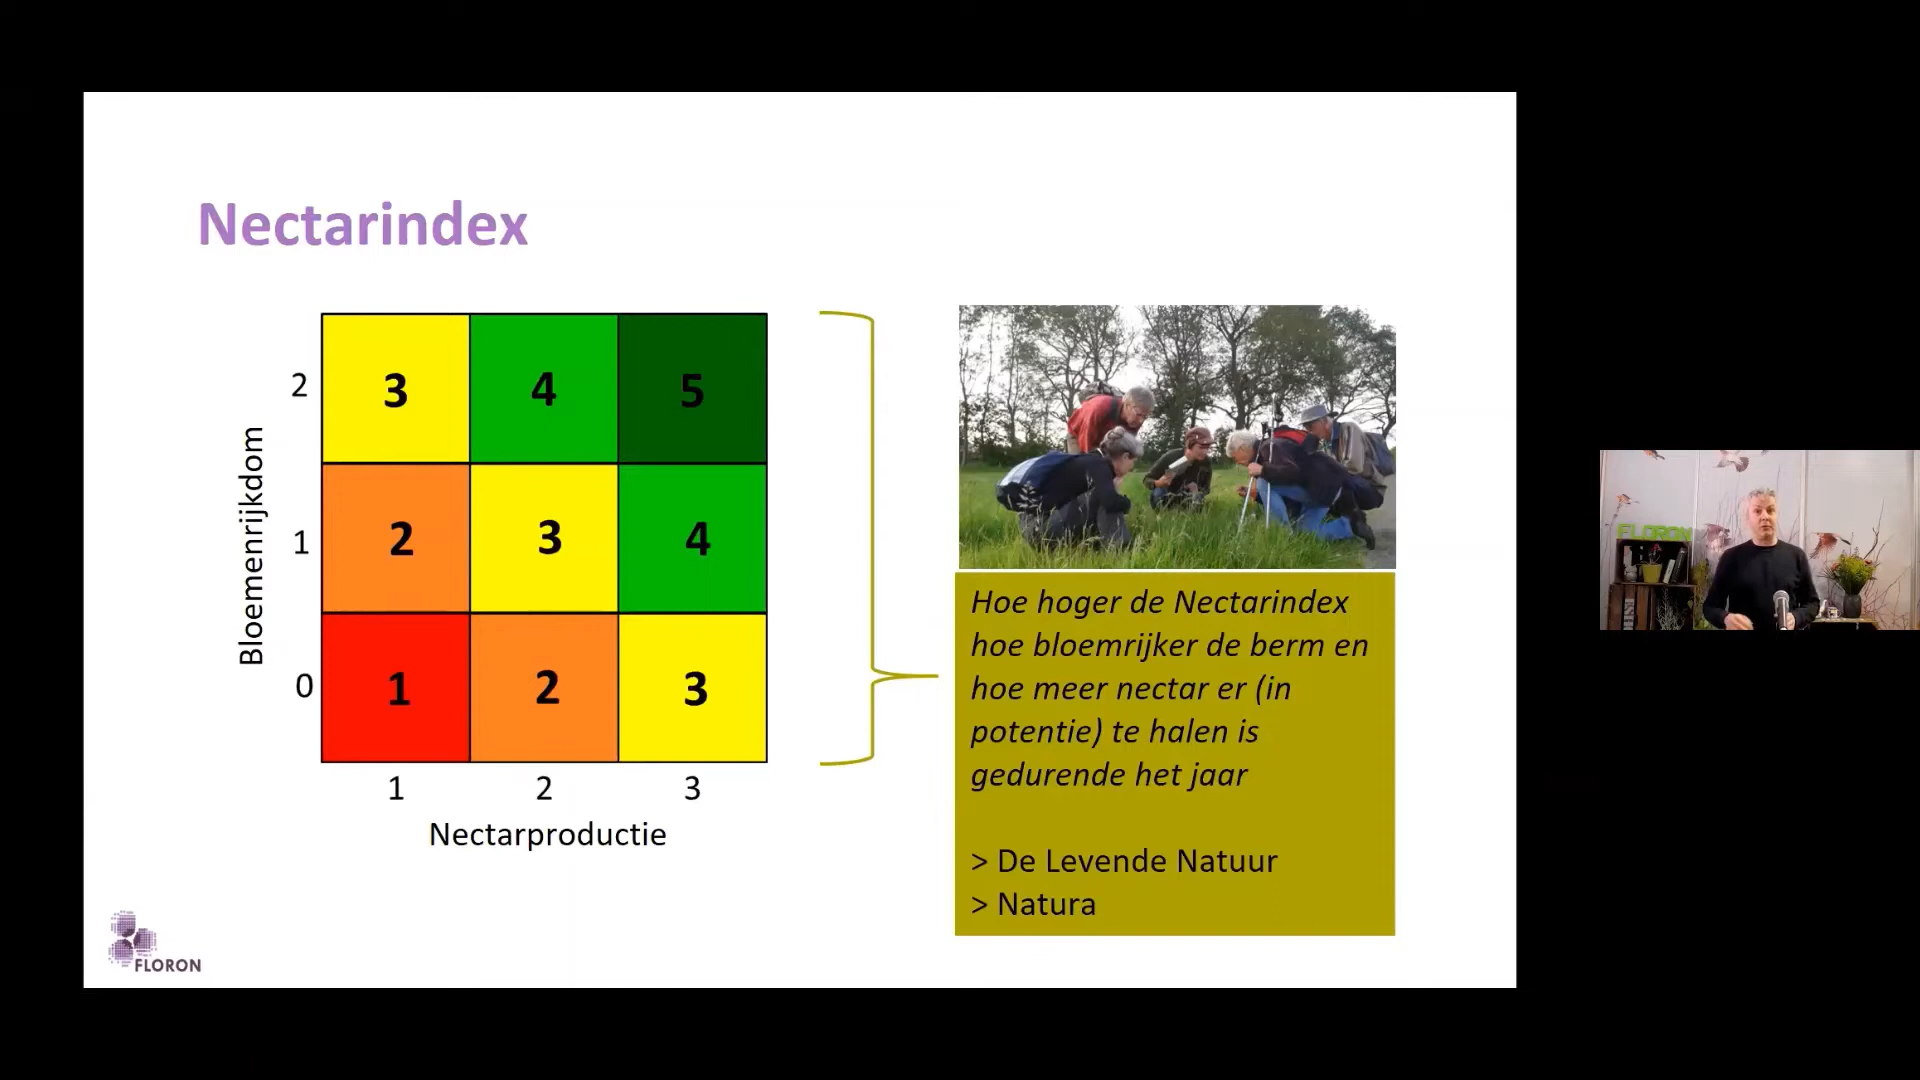 Nectarindex
Bloemenrijkdom
2
3 4 5
1
2 3 4
0
1 2 3
1 2 3
Nectarproductie
Hoe hoger de Nectarindex
hoe bloemrijker de berm en
hoe meer nectar er (in
potentie) te halen is
gedurende het jaar
> De Levende Natuur
> Natura
FLORON
FLORON